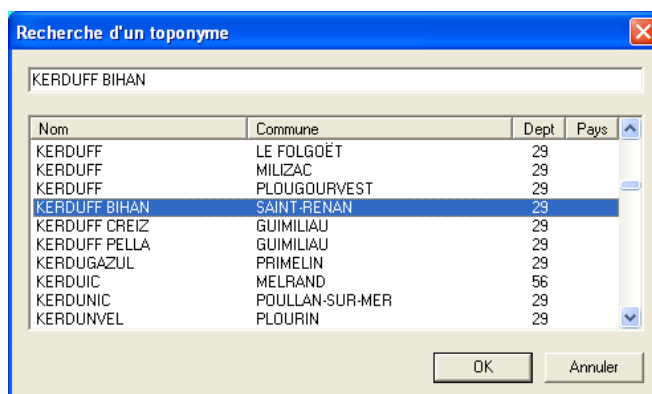 Recherche d'un toponyme
KERDUFF BIHAN
Nom Commune Dept Pays
KERDUFF LE FOLGOËT 29
KERDUFF MILIZAC 29
KERDUFF PLOUGOURVEST 29
KERDUFF BIHAN SAINT-RENAN 29
KERDUFF CREIZ GUIMILIAU 29
KERDUFF PELLA GUIMILIAU 29
KERDUGAZUL PRIMELIN 29
KERDUIC MELRAND 56
KERDUNIC POULLAN-SUR-MER 29
KERDUNVEL PLOURIN 29
OK Annuler